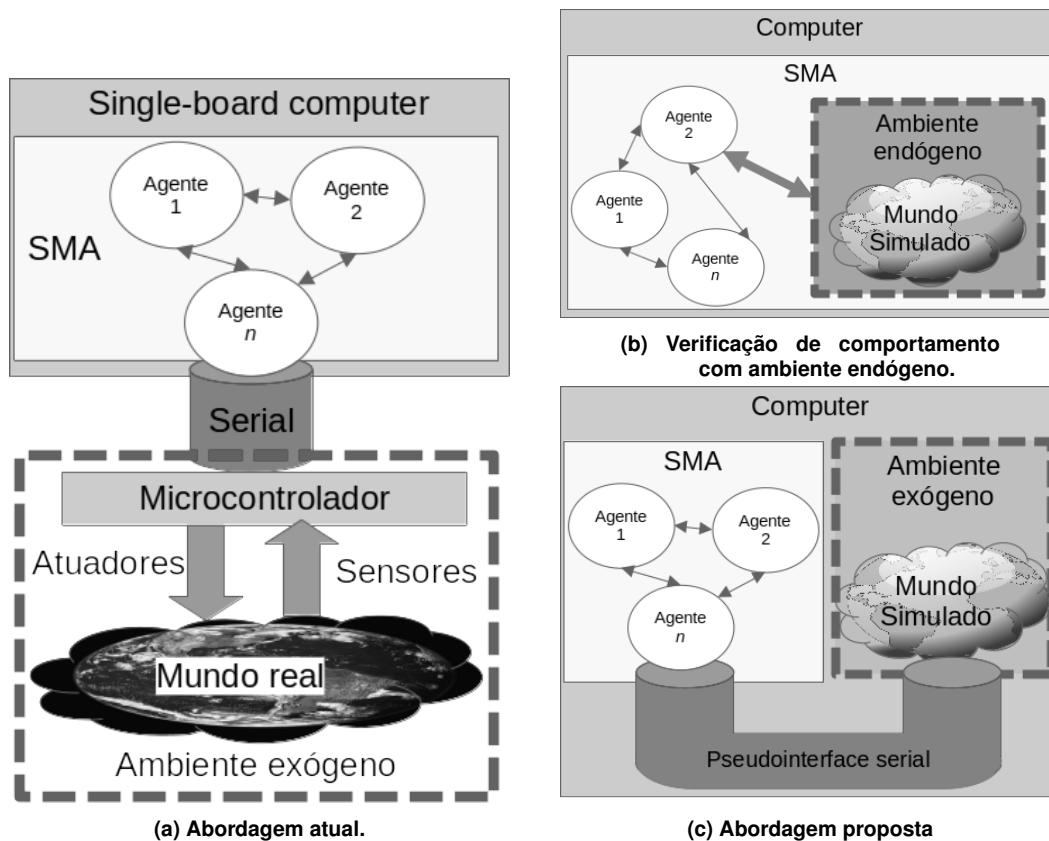 Single-board computer
SMA
Agente
1
Agente
2
Agente
n
Serial
Microcontrolador
Atuadores
Sensores
Mundo real
Ambiente exógeno
(a) Abordagem atual.
Computer
SMA
Agente
2
Agente
1
Agente
n
Ambiente
endógeno
Mundo
Simulado
(b) Verificação de comportamento
com ambiente endógeno.
Computer
SMA
Agente
1
Agente
2
Agente
n
Ambiente
exógeno
Mundo
Simulado
Pseudointerface serial
(c) Abordagem proposta